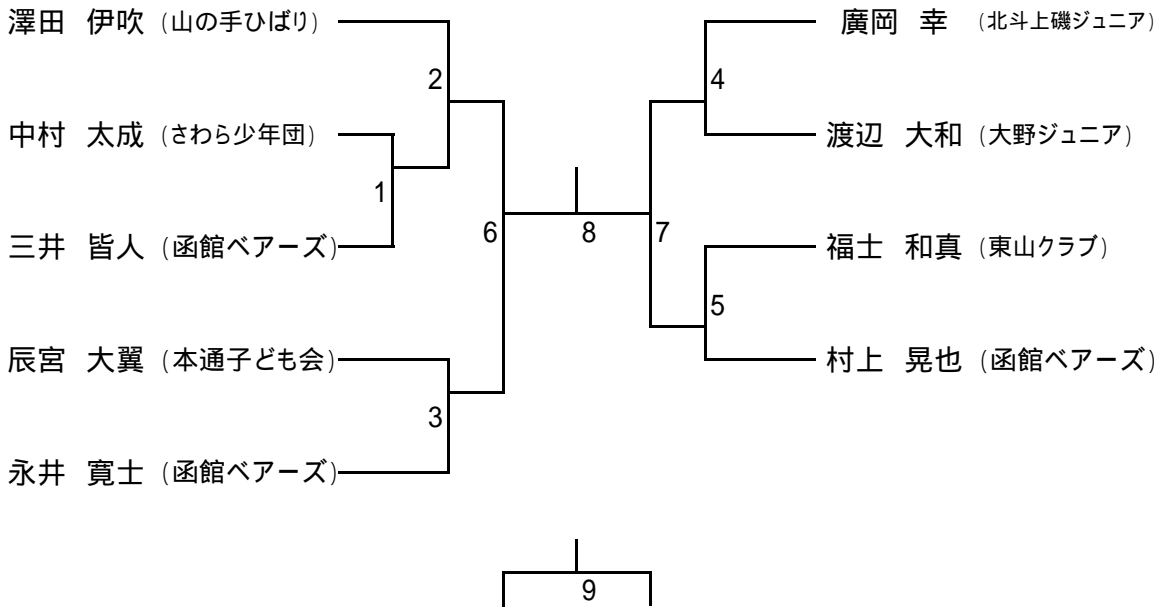 澤田 伊吹 (山の手ひばり)
2
中村 太成 (さわら少年団)
1
三井 皆人 (函館ベアーズ)
6
辰宮 大翼 (本通子ども会)
3
永井 寛士 (函館ベアーズ)
8
廣岡 幸 (北斗上磯ジュニア)
4
渡辺 大和 (大野ジュニア)
7
福士 和真 (東山クラブ)
5
村上 晃也 (函館ベアーズ)
9